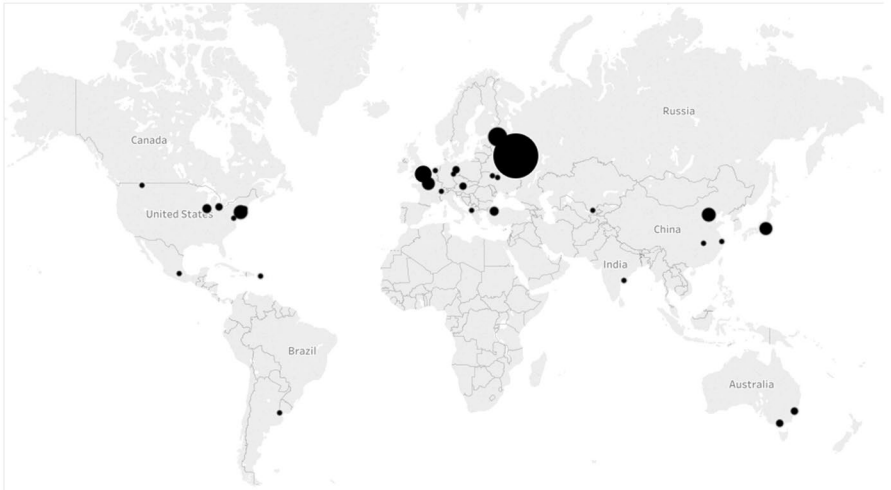 Russia
Canada
United States
China
India
Brazil
Australia